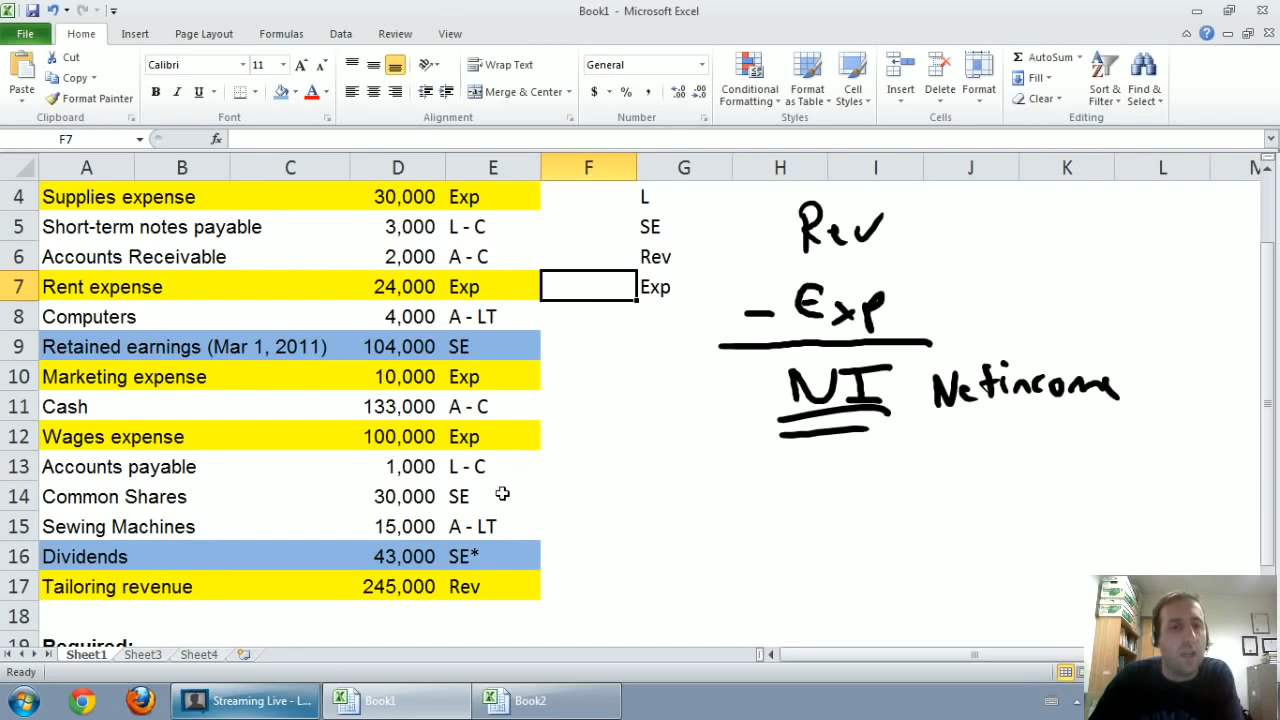 Book1 - Microsoft Excel
File Home Insert Page Layout Formulas Data Review View
Paste
Cut
Copy
Format Painter
Clipboard
Calibri 11 A A
B I U A
Font
Wrap Text
Merge & Center
Alignment
General
$ % ,
Number
Conditional Formatting
Format as Table
Cell Styles
Styles
Insert Delete Format
Cells
AutoSum
Fill
Clear
Sort & Filter
Find & Select
Editing
F7 fx
A B C D E F G H I J K L M
4 Supplies expense 30,000 Exp L
5 Short-term notes payable 3,000 L - C SE
6 Accounts Receivable 2,000 A - C Rev
7 Rent expense 24,000 Exp Exp
8 Computers 4,000 A - LT
9 Retained earnings (Mar 1, 2011) 104,000 SE
10 Marketing expense 10,000 Exp
11 Cash 133,000 A - C
12 Wages expense 100,000 Exp
13 Accounts payable 1,000 L - C
14 Common Shares 30,000 SE
15 Sewing Machines 15,000 A - LT
16 Dividends 43,000 SE*
17 Tailoring revenue 245,000 Rev
18
19 Required:
Rev
- Exp
NI Net income
Sheet1 Sheet3 Sheet4
Ready
Streaming Live - L... Book1 Book2